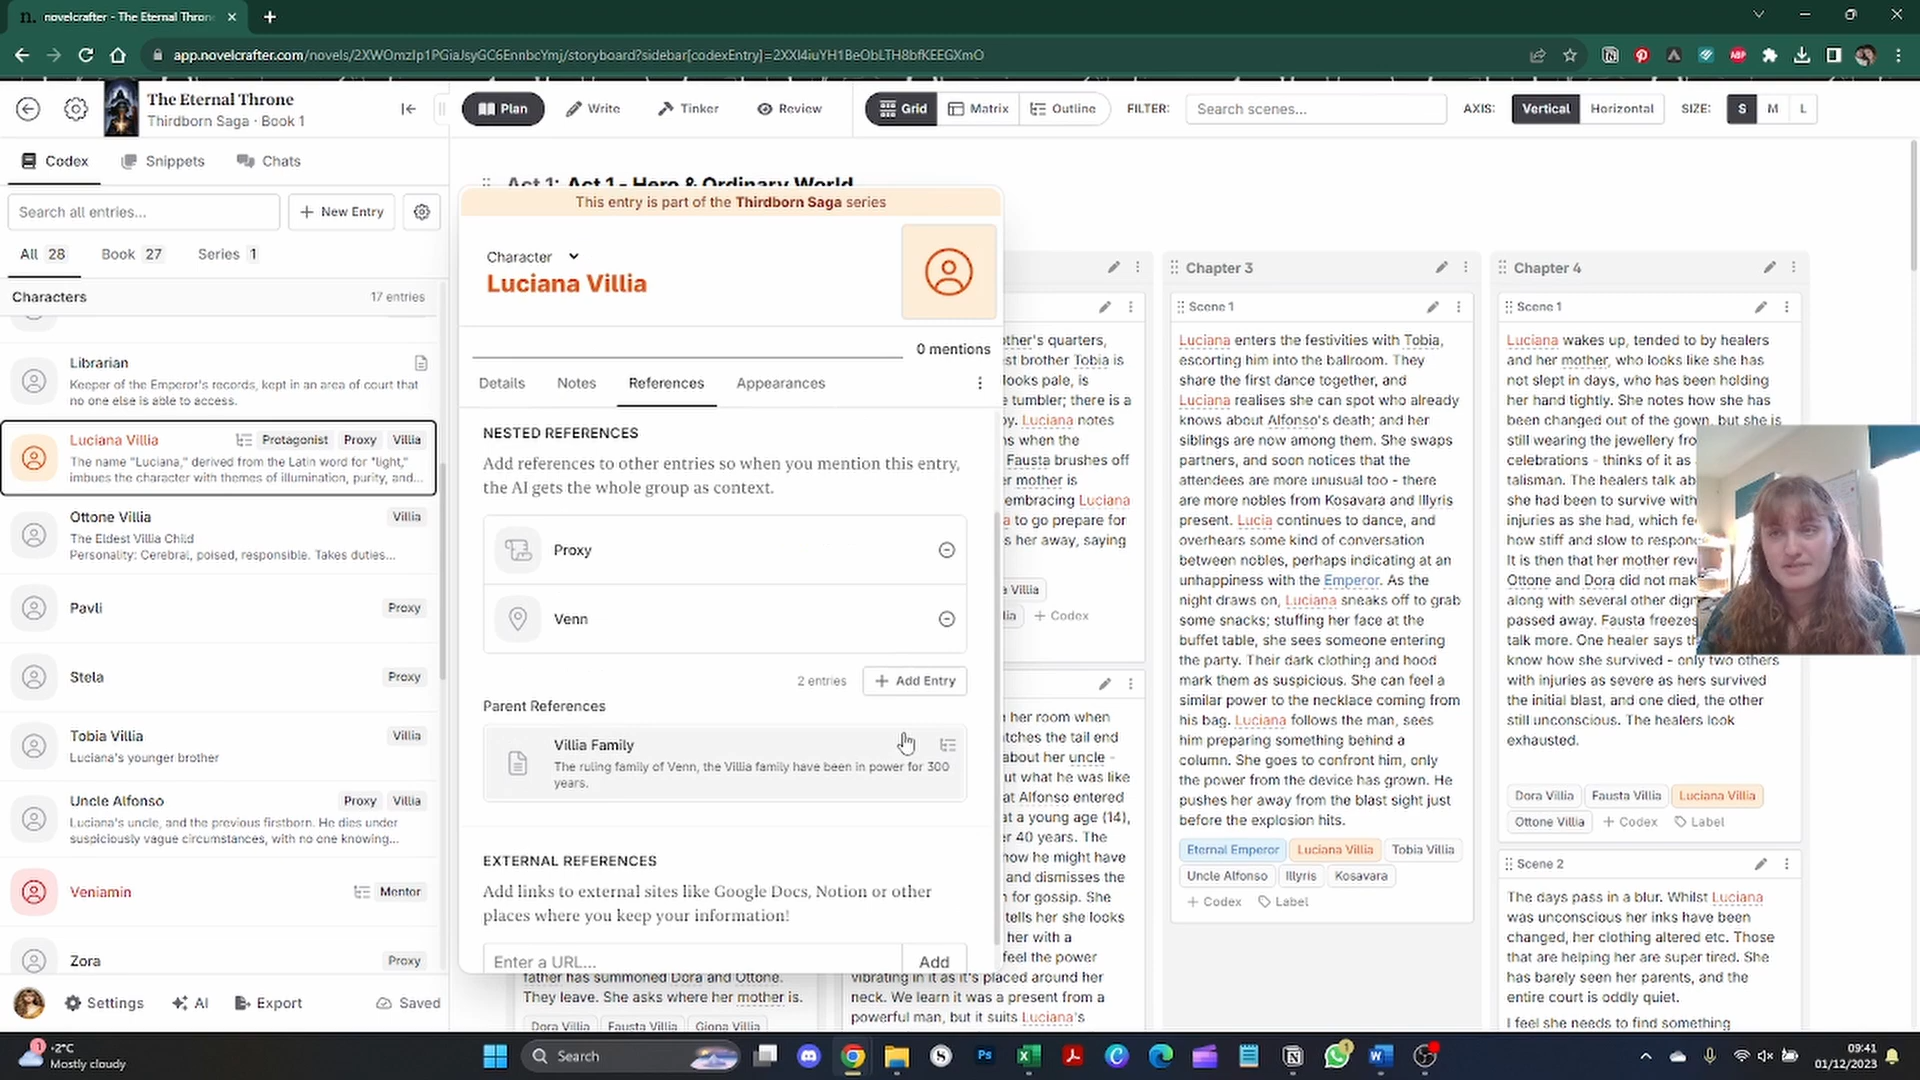 novelcrafter - The Eternal Thron
app.novelcrafter.com/novels/2XWOmzIp1PGiaJsyGC6EnnbcYmj/storyboard?sidebar[codexEntry]=2XXl4iuYH1BeObLTH8bfKEEGXmO
The Eternal Throne
Thirdborn Saga · Book 1
Plan
Write
Tinker
Review
Grid
Matrix
Outline
FILTER:
Search scenes...
AXIS:
Vertical
Horizontal
SIZE:
S
M
L
Codex
Snippets
Chats
Search all entries...
New Entry
All 28
Book 27
Series 1
Characters
17 entries
Librarian
Keeper of the Emperor's records, kept in an area of court that
no one else is able to access.
Luciana Villia
Protagonist
Proxy
Villia
The name "Luciana," derived from the Latin word for "light,"
imbues the character with themes of illumination, purity, and...
Ottone Villia
Villia
The Eldest Villia Child
Personality: Cerebral, poised, responsible. Takes duties...
Pavli
Proxy
Stela
Proxy
Tobia Villia
Villia
Luciana's younger brother
Uncle Alfonso
Proxy
Villia
Luciana's uncle, and the previous firstborn. He dies under
suspiciously vague circumstances, with no one knowing...
Veniamin
Mentor
Zora
Proxy
Settings
AI
Export
Saved
Act 1: Act 1 - Hero & Ordinary World
This entry is part of the Thirdborn Saga series
Character
Luciana Villia
0 mentions
Details
Notes
References
Appearances
NESTED REFERENCES
Add references to other entries so when you mention this entry,
the AI gets the whole group as context.
Proxy
Venn
2 entries
Add Entry
Parent References
Villia Family
The ruling family of Venn, the Villia family have been in power for 300
years.
EXTERNAL REFERENCES
Add links to external sites like Google Docs, Notion or other
places where you keep your information!
Enter a URL...
Add
father has summoned Dora and Ottone.
They leave. She asks where her mother is.
Dora Villia
Fausta Villia
Giona Villia
other's quarters,
st brother Tobia is
looks pale, is
tumbler; there is a
y. Luciana notes
s when the
Fausta brushes off
r mother is
embracing Luciana
a to go prepare for
s her away, saying
a Villia
lia
+ Codex
her room when
tches the tail end
about her uncle -
ut what he was like
at Alfonso entered
at a young age (14),
r 40 years. The
how he might have
and dismisses the
n for gossip. She
tells her she looks
her with a
feel the power
vibrating in it as it's placed around her
neck. We learn it was a present from a
powerful man, but it suits Luciana's
Chapter 3
Scene 1
Luciana enters the festivities with Tobia,
escorting him into the ballroom. They
share the first dance together, and
Luciana realises she can spot who already
knows about Alfonso's death; and her
siblings are now among them. She swaps
partners, and soon notices that the
attendees are more unusual too - there
are more nobles from Kosavara and Illyris
present. Lucia continues to dance, and
overhears some kind of conversation
between nobles, perhaps indicating at an
unhappiness with the Emperor. As the
night draws on, Luciana sneaks off to grab
some snacks; stuffing her face at the
buffet table, she sees someone entering
the party. Their dark clothing and hood
mark them as suspicious. She can feel a
similar power to the necklace coming from
his bag. Luciana follows the man, sees
him preparing something behind a
column. She goes to confront him, only
the power from the device has grown. He
pushes her away from the blast sight just
before the explosion hits.
Eternal Emperor
Luciana Villia
Tobia Villia
Uncle Alfonso
Illyris
Kosavara
+ Codex
Label
Chapter 4
Scene 1
Luciana wakes up, tended to by healers
and her mother, who looks like she has
not slept in days, who has been holding
her hand tightly. She notes how she has
been changed out of the gown, but she is
still wearing the jewellery fro
celebrations - thinks of it as
talisman. The healers talk ab
she had been to survive with
injuries as she had, which fe
how stiff and slow to respon
It is then that her mother rev
Ottone and Dora did not mak
along with several other dign
passed away. Fausta freezes
talk more. One healer says th
know how she survived - only two others
with injuries as severe as hers survived
the initial blast, and one died, the other
still unconscious. The healers look
exhausted.
Dora Villia
Fausta Villia
Luciana Villia
Ottone Villia
+ Codex
Label
Scene 2
The days pass in a blur. Whilst Luciana
was unconscious her inks have been
changed, her clothing altered etc. Those
that are helping her are super tired. She
has barely seen her parents, and the
entire court is oddly quiet.
I feel she needs to find something
-2°C
Mostly cloudy
Search
09:41
01/12/2023